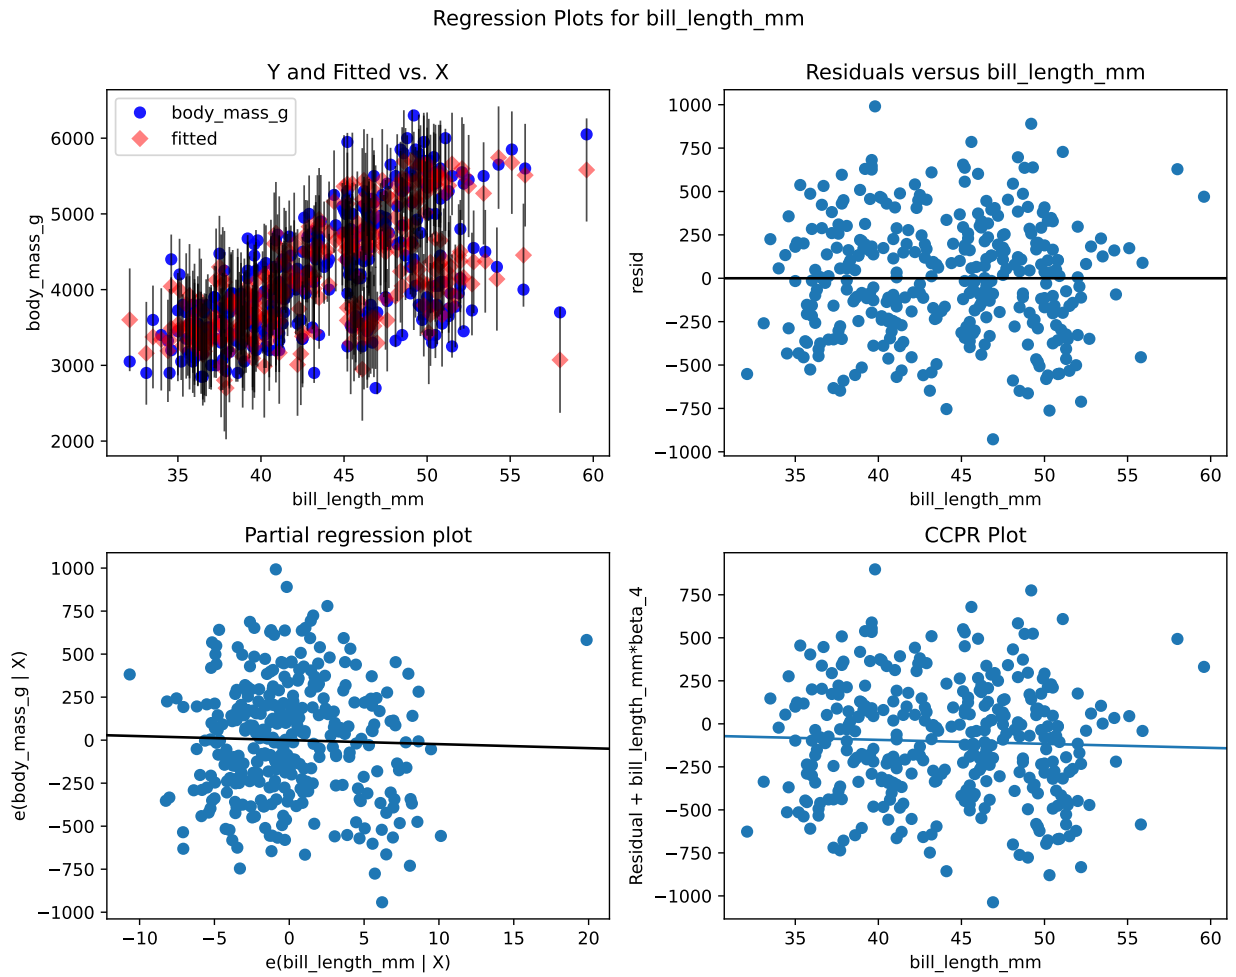 Regression Plots for bill_length_mm
Y and Fitted vs. X
body_mass_g
fitted
body_mass_g
6000
5000
4000
3000
2000
35 40 45 50 55 60
bill_length_mm
Residuals versus bill_length_mm
resid
1000
750
500
250
0
−250
−500
−750
−1000
35 40 45 50 55 60
bill_length_mm
Partial regression plot
e(body_mass_g | X)
1000
750
500
250
0
−250
−500
−750
−1000
−10 −5 0 5 10 15 20
e(bill_length_mm | X)
CCPR Plot
Residual + bill_length_mm*beta_4
750
500
250
0
−250
−500
−750
−1000
35 40 45 50 55 60
bill_length_mm